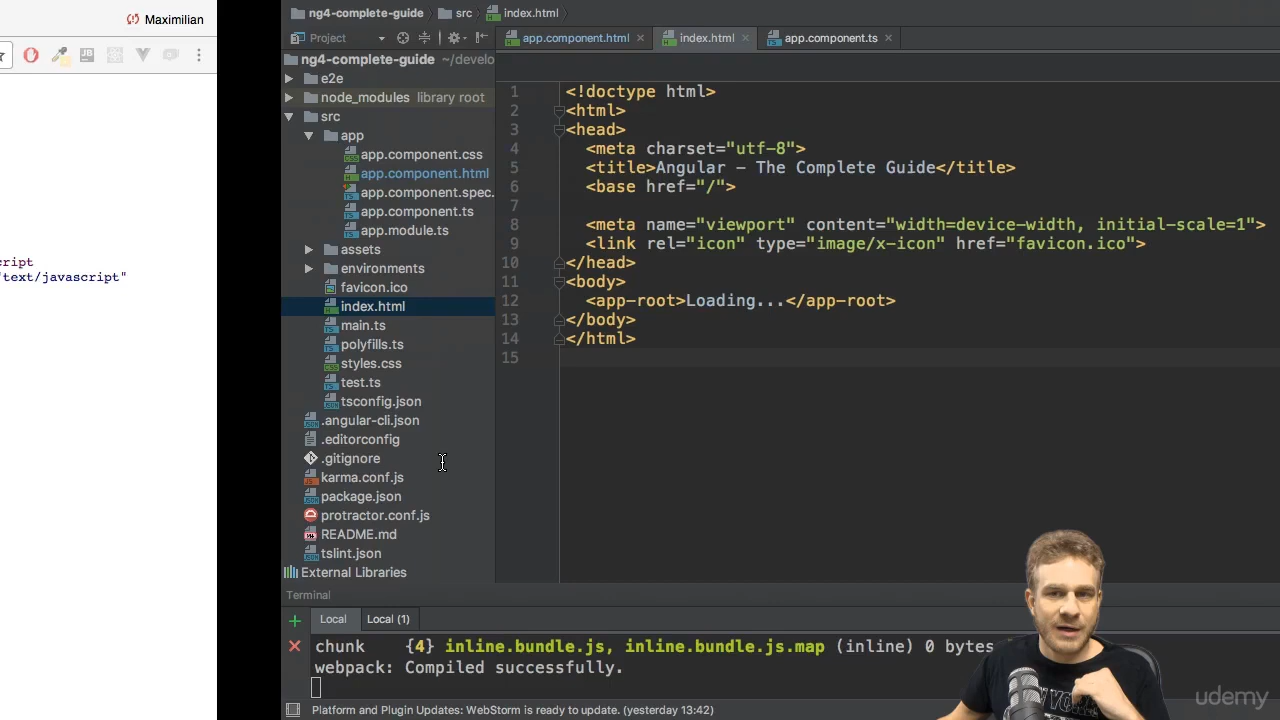 Maximilian
cript
"text/javascript"
ng4-complete-guide
src
index.html
Project
app.component.html
index.html
app.component.ts
ng4-complete-guide ~/develo
e2e
node_modules library root
src
app
app.component.css
app.component.html
app.component.spec.
app.component.ts
app.module.ts
assets
environments
favicon.ico
index.html
main.ts
polyfills.ts
styles.css
test.ts
tsconfig.json
.angular-cli.json
.editorconfig
.gitignore
karma.conf.js
package.json
protractor.conf.js
README.md
tslint.json
External Libraries
1 <!doctype html>
2 <html>
3 <head>
4 <meta charset="utf-8">
5 <title>Angular - The Complete Guide</title>
6 <base href="/">
7
8 <meta name="viewport" content="width=device-width, initial-scale=1">
9 <link rel="icon" type="image/x-icon" href="favicon.ico">
10 </head>
11 <body>
12 <app-root>Loading...</app-root>
13 </body>
14 </html>
15
Terminal
Local
Local (1)
chunk {4} inline.bundle.js, inline.bundle.js.map (inline) 0 bytes
webpack: Compiled successfully.
Platform and Plugin Updates: WebStorm is ready to update. (yesterday 13:42)
udemy